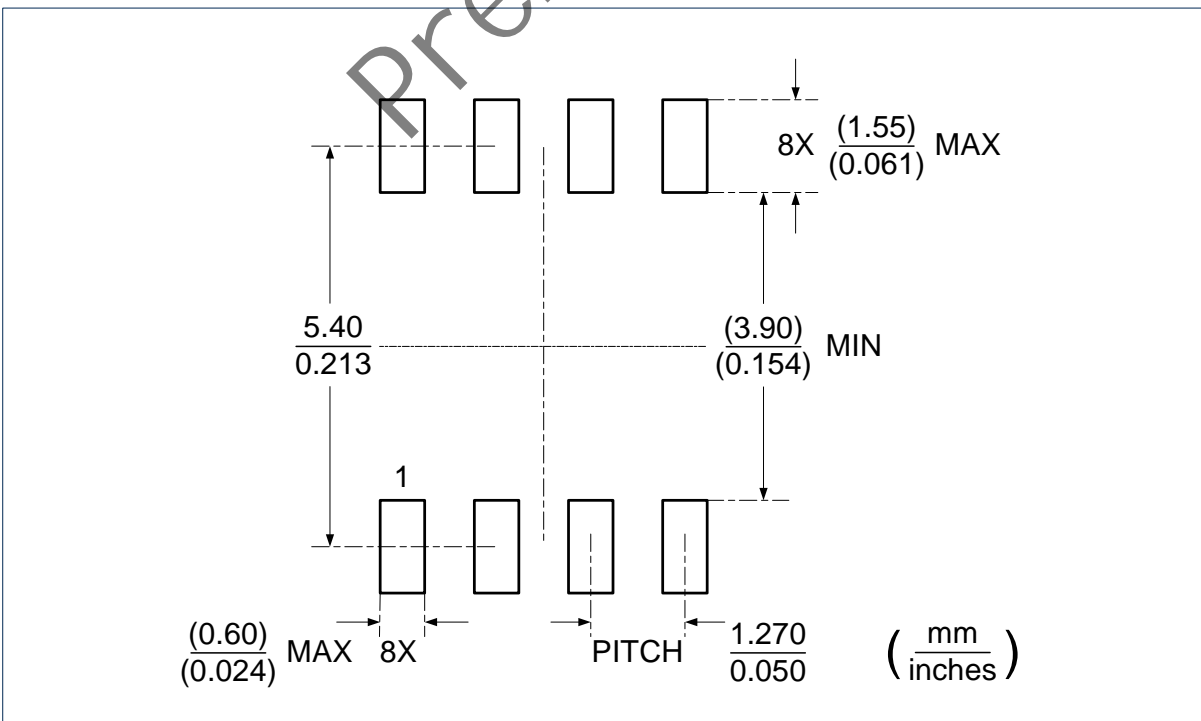 Pre
8X (1.55) MAX
(0.061)
5.40
0.213
(3.90) MIN
(0.154)
1
(0.60) MAX 8X
(0.024)
PITCH 1.270
0.050
(mm
inches)